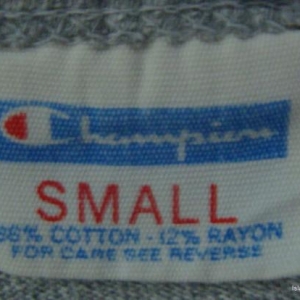 Champion
SMALL
88% COTTON - 12% RAYON
FOR CARE SEE REVERSE